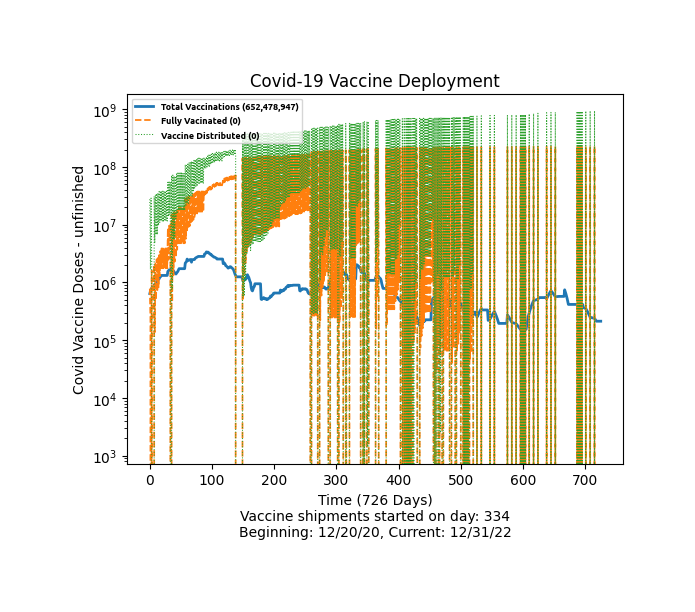 Covid-19 Vaccine Deployment
Total Vaccinations (652,478,947)
Fully Vacinated (0)
Vaccine Distributed (0)
Covid Vaccine Doses - unfinished
10⁹
10⁸
10⁷
10⁶
10⁵
10⁴
10³
0 100 200 300 400 500 600 700
Time (726 Days)
Vaccine shipments started on day: 334
Beginning: 12/20/20, Current: 12/31/22